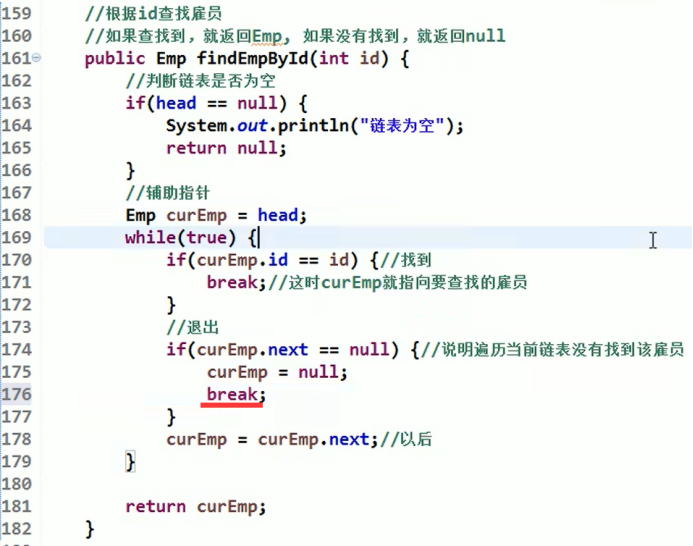 159 //根据id查找雇员
160 //如果查找到，就返回Emp, 如果没有找到，就返回null
161 public Emp findEmpById(int id) {
162 //判断链表是否为空
163 if(head == null) {
164 System.out.println("链表为空");
165 return null;
166 }
167 //辅助指针
168 Emp curEmp = head;
169 while(true) {
170 if(curEmp.id == id) {//找到
171 break;//这时curEmp就指向要查找的雇员
172 }
173 //退出
174 if(curEmp.next == null) {//说明遍历当前链表没有找到该雇员
175 curEmp = null;
176 break;
177 }
178 curEmp = curEmp.next;//以后
179 }
180
181 return curEmp;
182 }